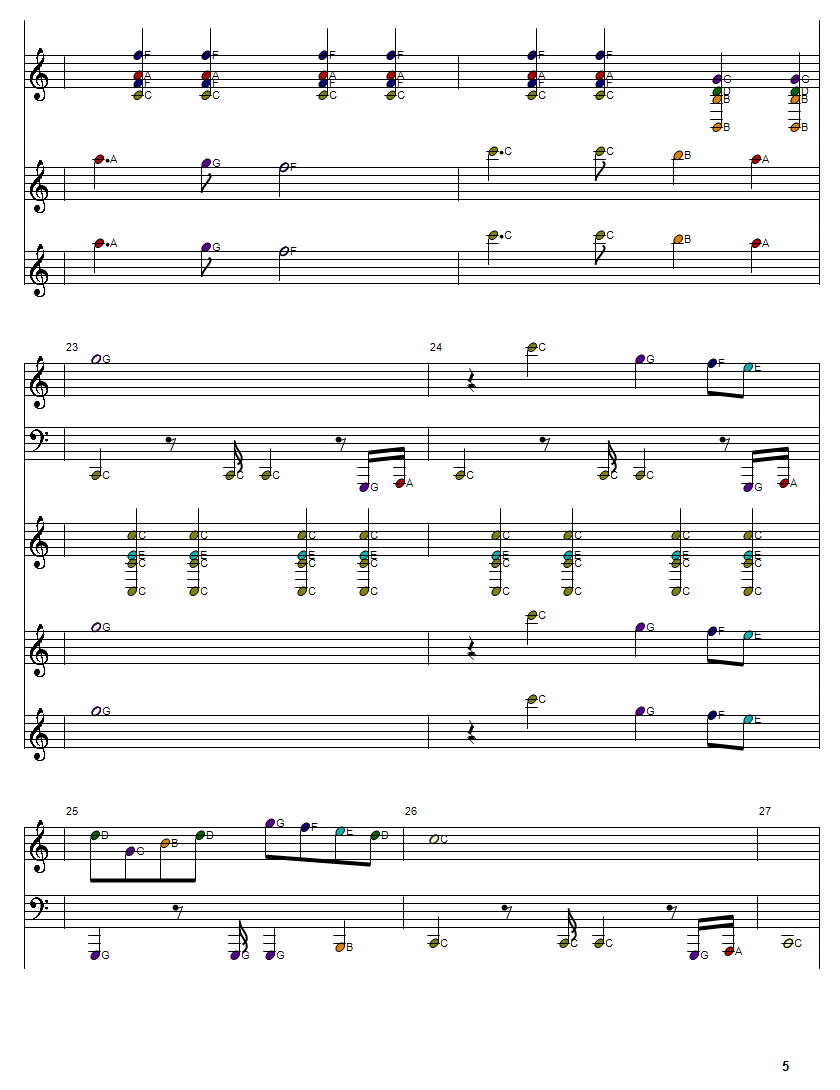 F F F F F F
A A A A A A G G
F F F F F F D D
C C C C C C B B
B B
A G F C C B A
A G F C C B A
23 24
G C G F E
C C C G A C C C G A
C C C C C C C C
E E E E E E E E
C C C C C C C C
C C C C C C C C
G C G F E
G C G F E
25 26 27
D G B D G F E D C
G G G B C C C G A C
5